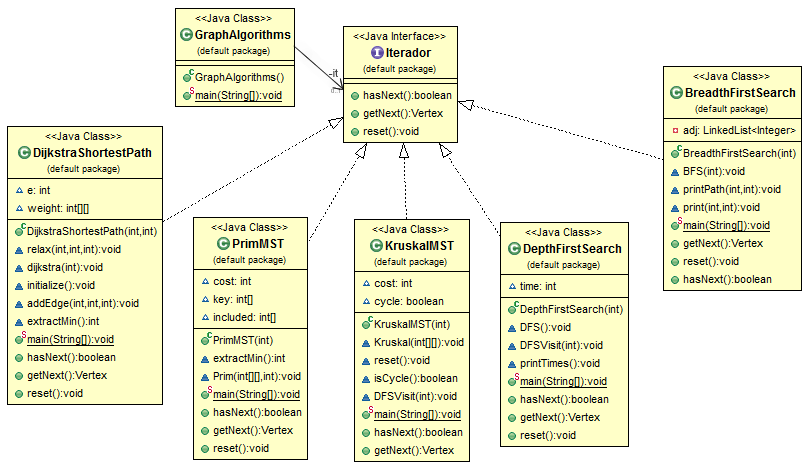 <<Java Class>>
GraphAlgorithms
(default package)
GraphAlgorithms()
main(String[]):void
-it
<<Java Interface>>
Iterador
(default package)
hasNext():boolean
getNext():Vertex
reset():void
<<Java Class>>
BreadthFirstSearch
(default package)
adj: LinkedList<Integer>
BreadthFirstSearch(int)
BFS(int):void
printPath(int,int):void
print(int,int):void
main(String[]):void
getNext():Vertex
reset():void
hasNext():boolean
<<Java Class>>
DijkstraShortestPath
(default package)
e: int
weight: int[][]
DijkstraShortestPath(int,int)
relax(int,int,int):void
dijkstra(int):void
initialize():void
addEdge(int,int,int):void
extractMin():int
main(String[]):void
hasNext():boolean
getNext():Vertex
reset():void
<<Java Class>>
PrimMST
(default package)
cost: int
key: int[]
included: int[]
PrimMST(int)
extractMin():int
Prim(int[][],int):void
main(String[]):void
hasNext():boolean
getNext():Vertex
reset():void
<<Java Class>>
KruskalMST
(default package)
cost: int
cycle: boolean
KruskalMST(int)
Kruskal(int[][]):void
reset():void
isCycle():boolean
DFSVisit(int):void
main(String[]):void
hasNext():boolean
getNext():Vertex
<<Java Class>>
DepthFirstSearch
(default package)
time: int
DepthFirstSearch(int)
DFS():void
DFSVisit(int):void
printTimes():void
main(String[]):void
hasNext():boolean
getNext():Vertex
reset():void